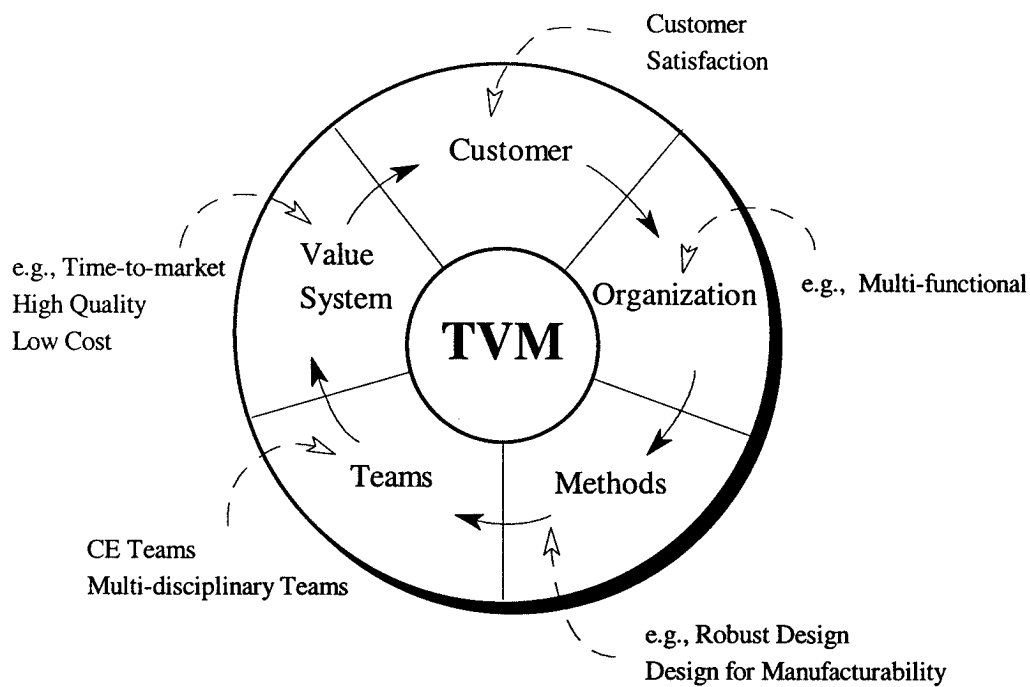 Customer
Satisfaction
Customer
Value
System
e.g., Time-to-market
High Quality
Low Cost
Organization
e.g., Multi-functional
TVM
Teams
Methods
CE Teams
Multi-disciplinary Teams
e.g., Robust Design
Design for Manufacturability